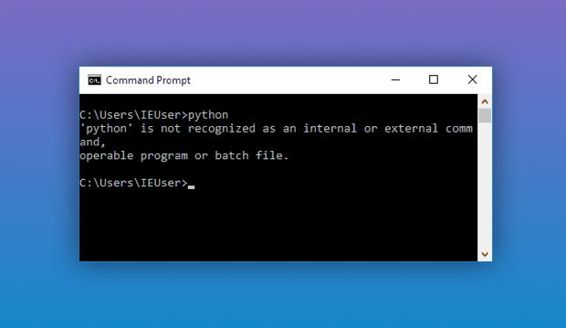 Command Prompt
C:\Users\IEUser>python
'python' is not recognized as an internal or external comm
and,
operable program or batch file.
C:\Users\IEUser>